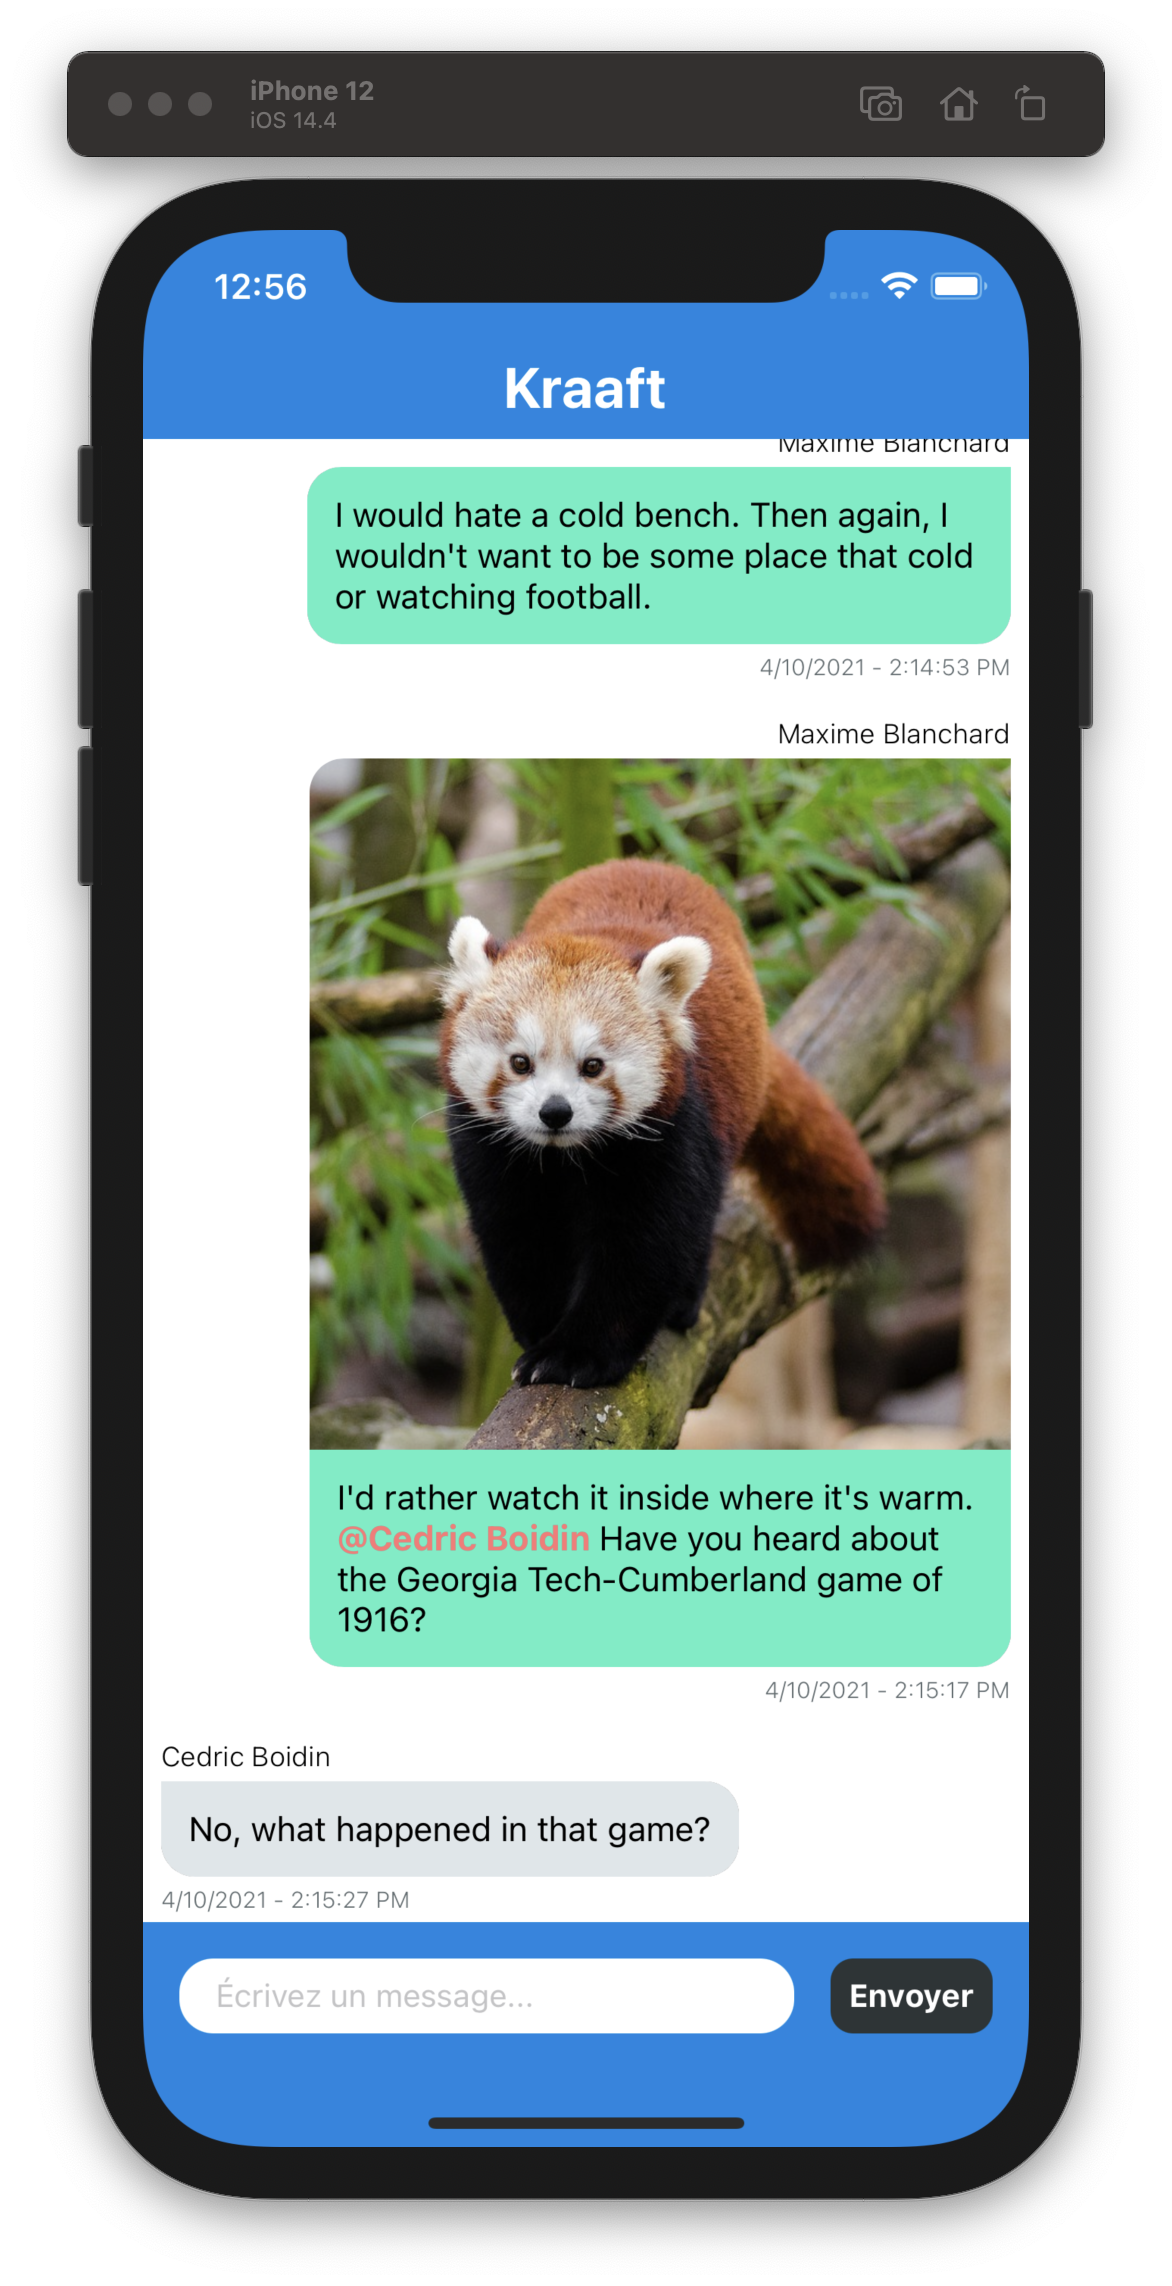 iPhone 12
iOS 14.4
12:56
Kraaft
Maxime Blanchard
I would hate a cold bench. Then again, I
wouldn't want to be some place that cold
or watching football.
4/10/2021 - 2:14:53 PM
Maxime Blanchard
I'd rather watch it inside where it's warm.
@Cedric Boidin Have you heard about
the Georgia Tech-Cumberland game of
1916?
4/10/2021 - 2:15:17 PM
Cedric Boidin
No, what happened in that game?
4/10/2021 - 2:15:27 PM
Écrivez un message...
Envoyer